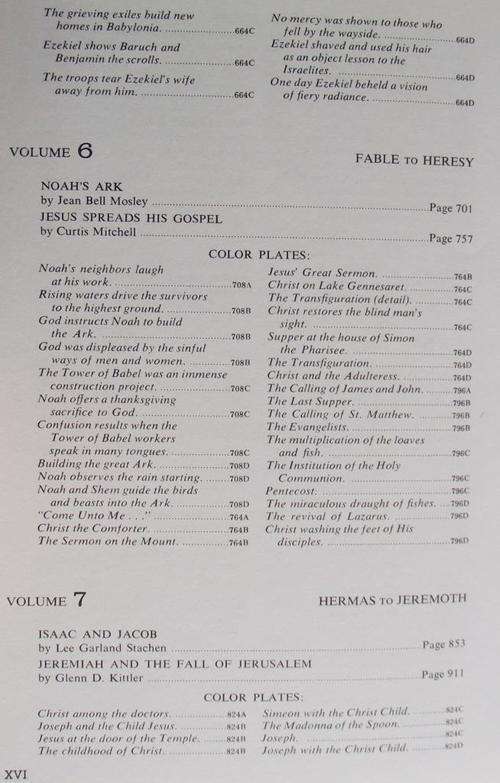 The grieving exiles build new
homes in Babylonia. 664C
Ezekiel shows Baruch and
Benjamin the scrolls. 664C
The troops tear Ezekiel's wife
away from him. 664C
No mercy was shown to those who
fell by the wayside. 664D
Ezekiel shaved and used his hair
as an object lesson to the
Israelites. 664D
One day Ezekiel beheld a vision
of fiery radiance. 664D
VOLUME 6 FABLE TO HERESY
NOAH'S ARK
by Jean Bell Mosley Page 701
JESUS SPREADS HIS GOSPEL
by Curtis Mitchell Page 757
COLOR PLATES:
Noah's neighbors laugh
at his work. 708A
Rising waters drive the survivors
to the highest ground. 708B
God instructs Noah to build
the Ark. 708B
God was displeased by the sinful
ways of men and women. 708B
The Tower of Babel was an immense
construction project. 708C
Noah offers a thanksgiving
sacrifice to God. 708C
Confusion results when the
Tower of Babel workers
speak in many tongues. 708C
Building the great Ark. 708D
Noah observes the rain starting. 708D
Noah and Shem guide the birds
and beasts into the Ark. 708D
"Come Unto Me . . ." 764A
Christ the Comforter. 764B
The Sermon on the Mount. 764B
Jesus' Great Sermon. 764B
Christ on Lake Gennesaret. 764C
The Transfiguration (detail). 764C
Christ restores the blind man's
sight. 764C
Supper at the house of Simon
the Pharisee. 764D
The Transfiguration. 764D
Christ and the Adulteress. 764D
The Calling of James and John. 796A
The Last Supper. 796B
The Calling of St. Matthew. 796B
The Evangelists. 796B
The multiplication of the loaves
and fish. 796C
The Institution of the Holy
Communion. 796C
Pentecost. 796C
The miraculous draught of fishes. 796D
The revival of Lazarus. 796D
Christ washing the feet of His
disciples. 796D
VOLUME 7 HERMAS TO JEREMOTH
ISAAC AND JACOB
by Lee Garland Stachen Page 853
JEREMIAH AND THE FALL OF JERUSALEM
by Glenn D. Kittler Page 911
COLOR PLATES:
Christ among the doctors. 824A
Joseph and the Child Jesus. 824B
Jesus at the door of the Temple. 824B
The childhood of Christ. 824B
Simeon with the Christ Child. 824C
The Madonna of the Spoon. 824C
Joseph. 824C
Joseph with the Christ Child. 824D
XVI